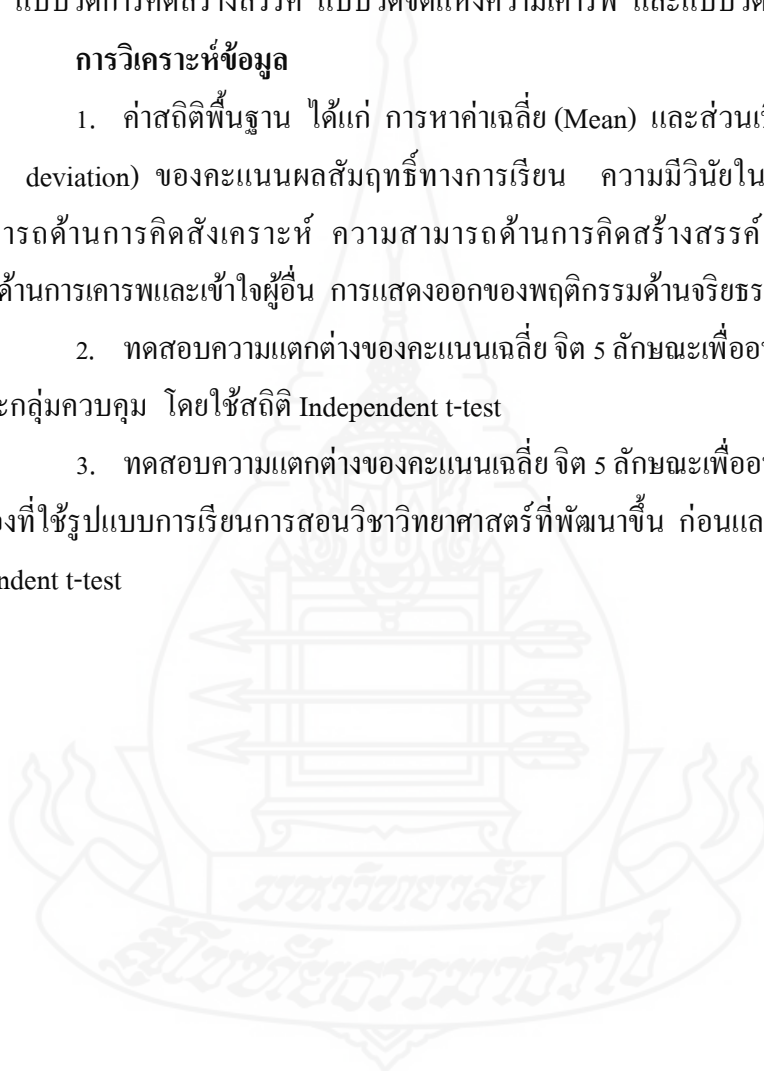 แบบวัดการคิดสร้างสรรค์ แบบวัดจิตแห่งความเคารพ และแบบวัด
การวิเคราะห์ข้อมูล
1. ค่าสถิติพื้นฐาน ได้แก่ การหาค่าเฉลี่ย (Mean) และส่วนเบี
deviation) ของคะแนนผลสัมฤทธิ์ทางการเรียน ความมีวินัยใน
ารถด้านการคิดสังเคราะห์ ความสามารถด้านการคิดสร้างสรรค์
ด้านการเคารพและเข้าใจผู้อื่น การแสดงออกของพฤติกรรมด้านจริยธร
2. ทดสอบความแตกต่างของคะแนนเฉลี่ย จิต 5 ลักษณะเพื่ออน
ะกลุ่มควบคุม โดยใช้สถิติ Independent t-test
3. ทดสอบความแตกต่างของคะแนนเฉลี่ย จิต 5 ลักษณะเพื่ออน
องที่ใช้รูปแบบการเรียนการสอนวิชาวิทยาศาสตร์ที่พัฒนาขึ้น ก่อนแล
ndent t-test
มหาวิทยาลัย
สุโขทัยธรรมาธิราช